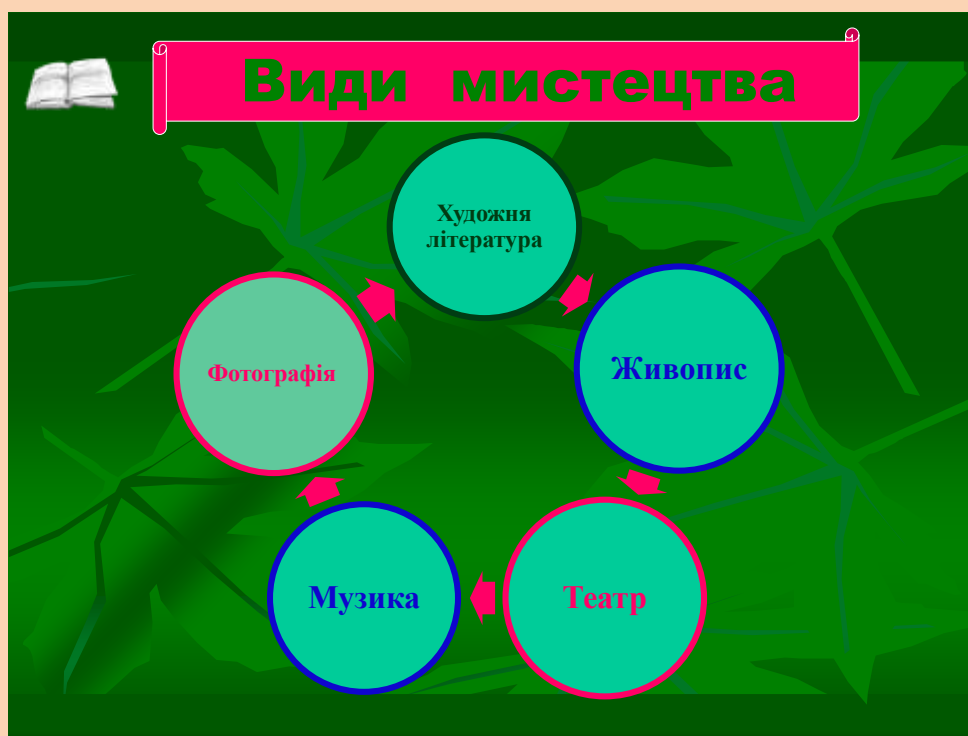 Види мистецтва
Художня
література
Живопис
Театр
Музика
Фотографія